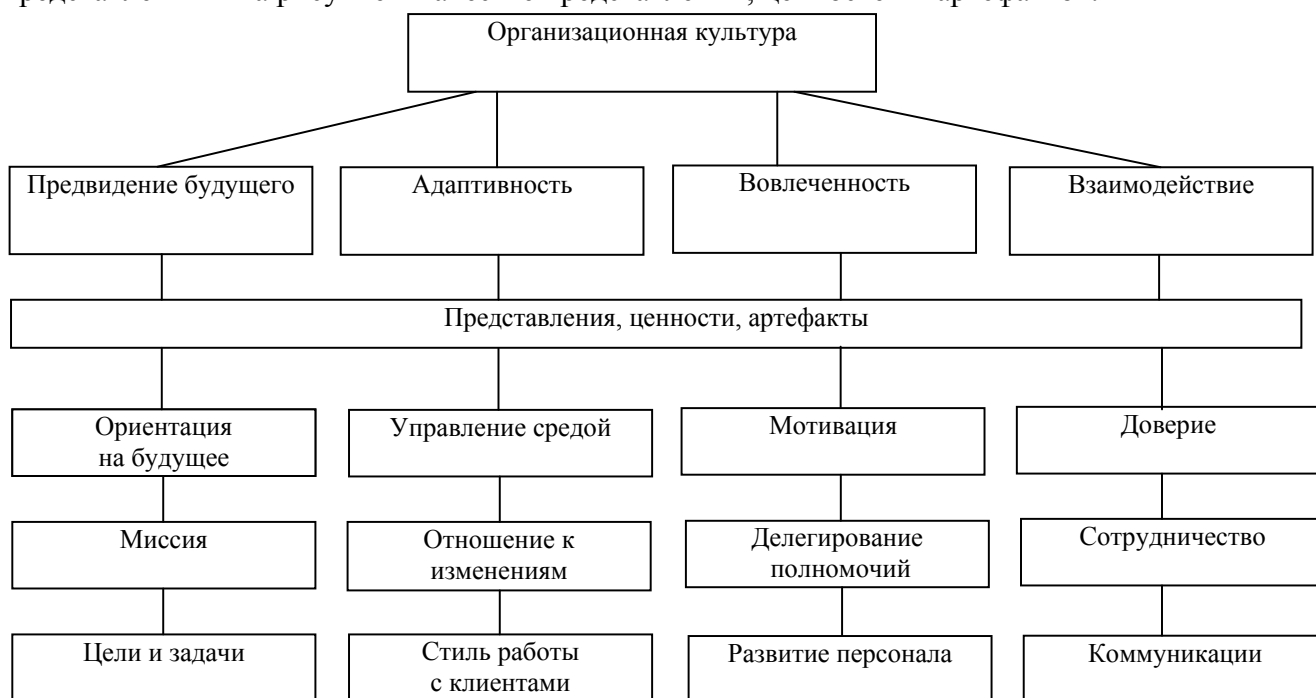 Организационная культура
Предвидение будущего
Адаптивность
Вовлеченность
Взаимодействие
Представления, ценности, артефакты
Ориентация
на будущее
Управление средой
Мотивация
Доверие
Миссия
Отношение к
изменениям
Делегирование
полномочий
Сотрудничество
Цели и задачи
Стиль работы
с клиентами
Развитие персонала
Коммуникации